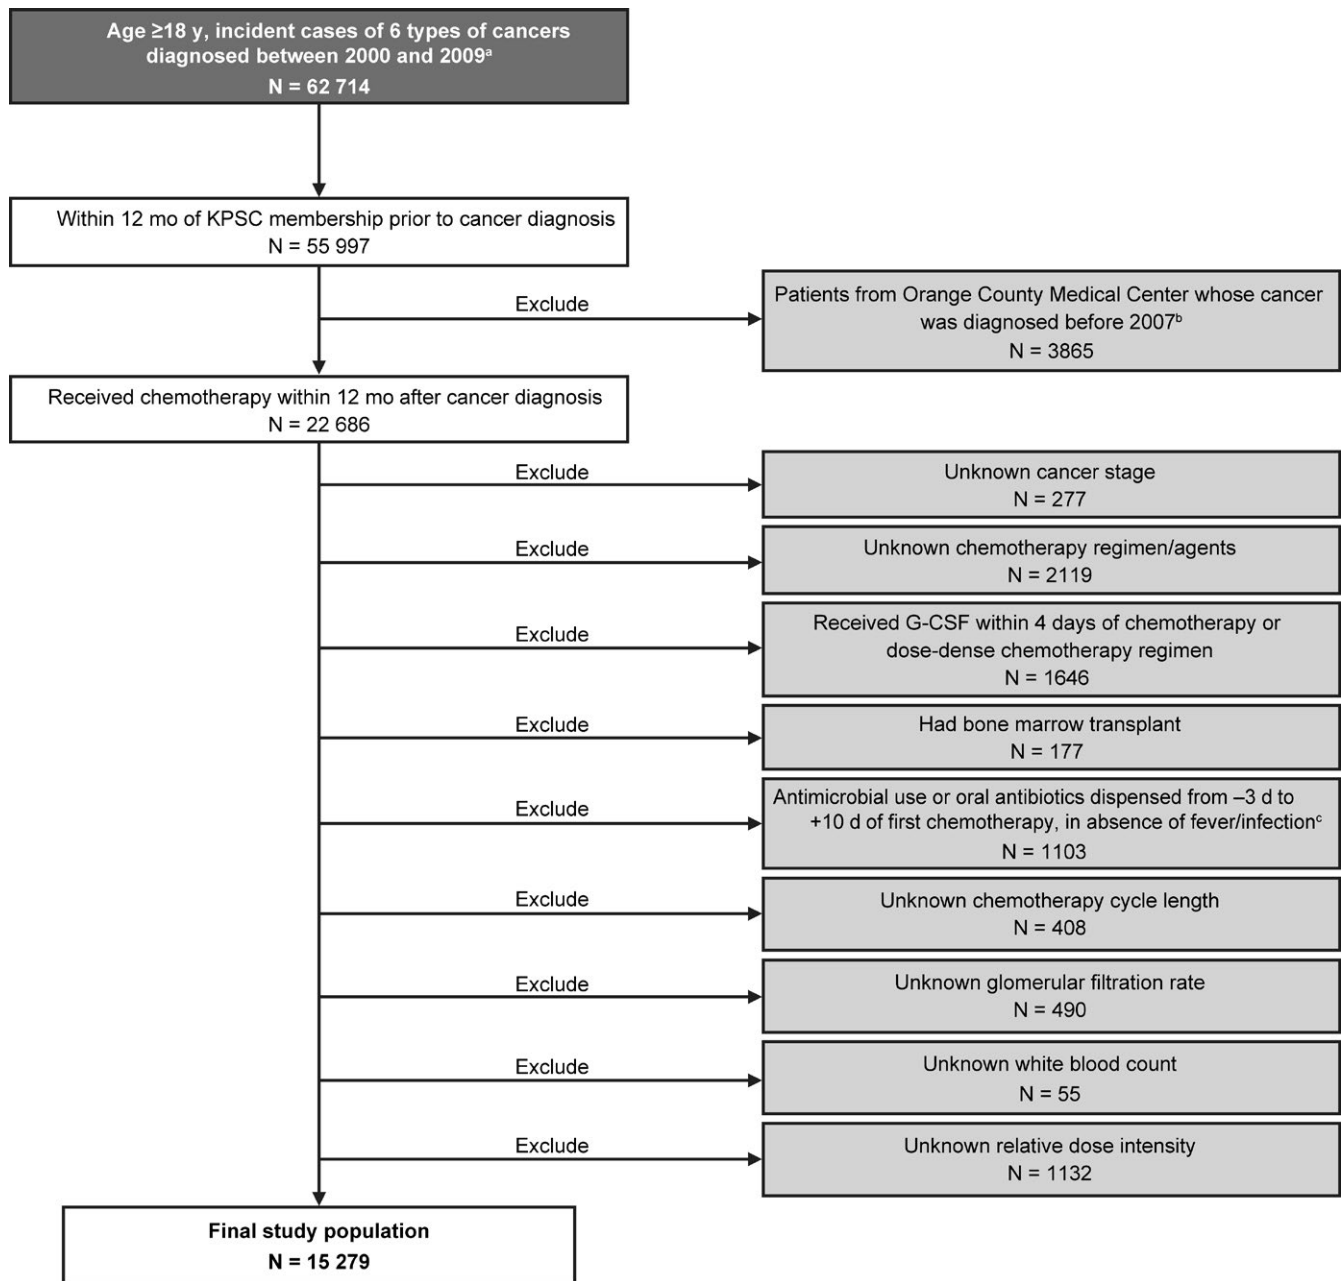 Age ≥18 y, incident cases of 6 types of cancers
diagnosed between 2000 and 2009ᵃ
N = 62 714
Within 12 mo of KPSC membership prior to cancer diagnosis
N = 55 997
Exclude
Patients from Orange County Medical Center whose cancer
was diagnosed before 2007ᵇ
N = 3865
Received chemotherapy within 12 mo after cancer diagnosis
N = 22 686
Exclude
Unknown cancer stage
N = 277
Exclude
Unknown chemotherapy regimen/agents
N = 2119
Exclude
Received G-CSF within 4 days of chemotherapy or
dose-dense chemotherapy regimen
N = 1646
Exclude
Had bone marrow transplant
N = 177
Exclude
Antimicrobial use or oral antibiotics dispensed from –3 d to
+10 d of first chemotherapy, in absence of fever/infectionᶜ
N = 1103
Exclude
Unknown chemotherapy cycle length
N = 408
Exclude
Unknown glomerular filtration rate
N = 490
Exclude
Unknown white blood count
N = 55
Exclude
Unknown relative dose intensity
N = 1132
Final study population
N = 15 279